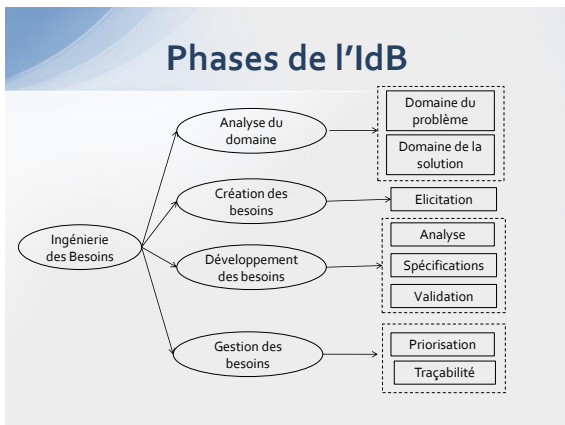 Phases de l'IdB
Analyse du
domaine
Domaine du
problème
Domaine de la
solution
Création des
besoins
Elicitation
Ingénierie
des Besoins
Développement
des besoins
Analyse
Spécifications
Validation
Gestion des
besoins
Priorisation
Traçabilité